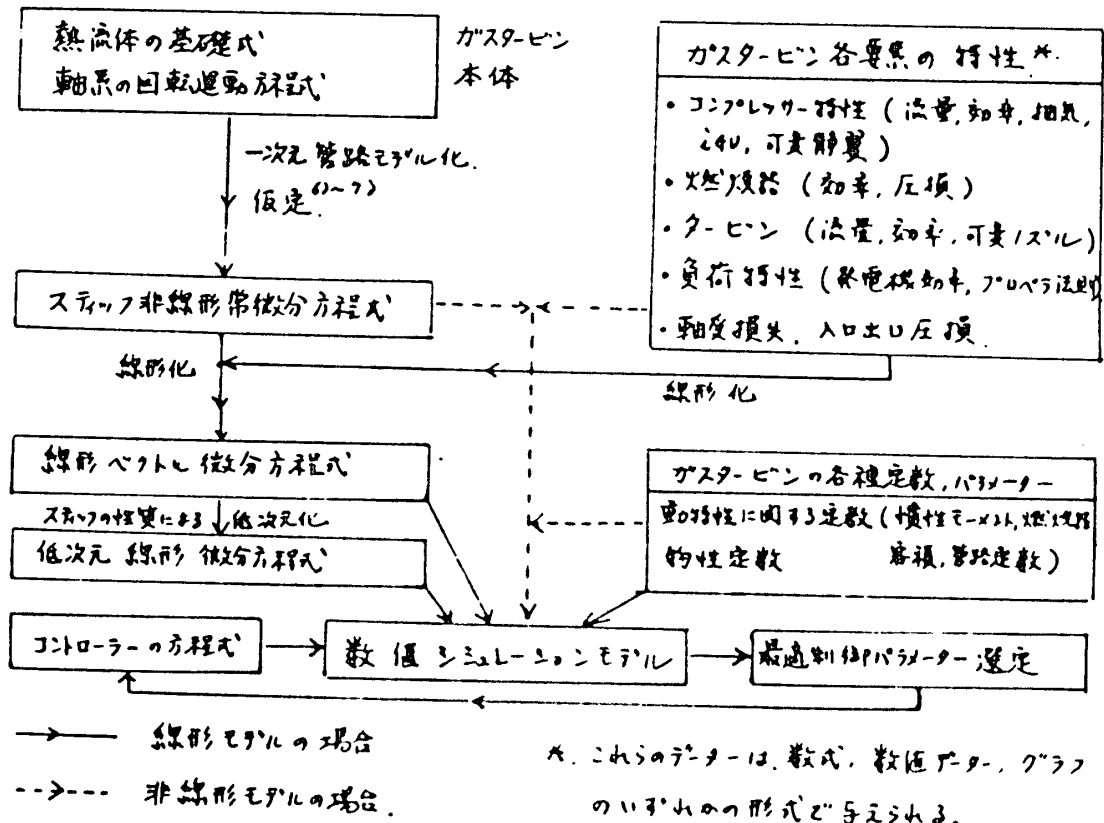 熱流体の基礎式
軸系の回転運動方程式
ガスタービン
本体
一次元管路モデル化.
仮定.6)~7)
スティッフ非線形常微分方程式
線形化
線形ベクトル微分方程式
スティッフの性質による 低次元化
低次元 線形 微分方程式
コントローラーの方程式
数値シミュレーションモデル
最適制御パラメーター選定
ガスタービン各要素の特性 *.
・コンプレッサー特性(流量,効率,抽気,
可変静翼)
・燃焼器(効率,圧損)
・タービン(流量,効率,可変ノズル)
・負荷特性(発電機効率,プロペラ法則)
・軸受損失.入口出口圧損.
線形化
ガスタービンの各種定数,パラメーター
動特性に関する定数(慣性モーメント,燃焼器
物性定数 容積,管路定数)
線形モデルの場合
非線形モデルの場合.
*.これらのデーターは.数式.数値データー.グラフ
のいずれかの形式で与えられる.